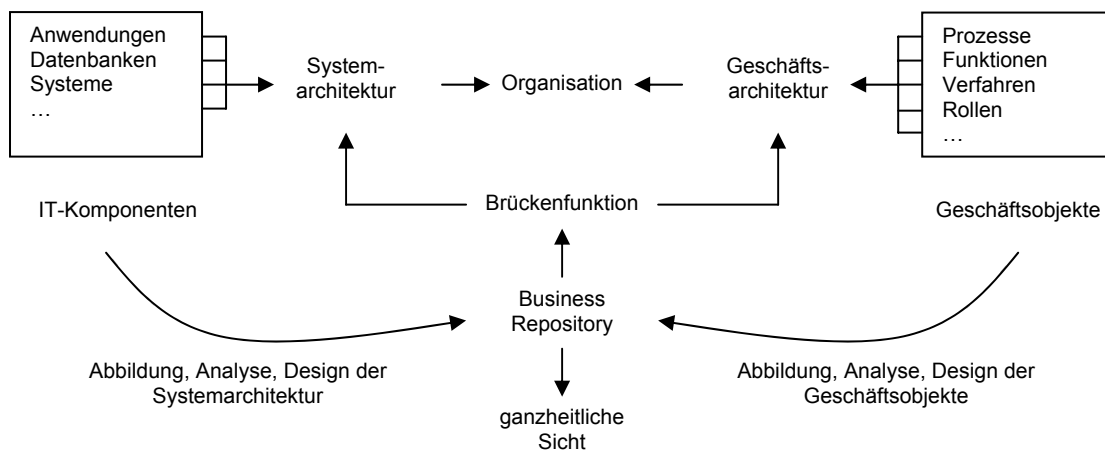 Anwendungen
Datenbanken
Systeme
…
System-
architektur
Organisation
Geschäfts-
architektur
Prozesse
Funktionen
Verfahren
Rollen
…
IT-Komponenten
Brückenfunktion
Geschäftsobjekte
Business
Repository
Abbildung, Analyse, Design der
Systemarchitektur
Abbildung, Analyse, Design der
Geschäftsobjekte
ganzheitliche
Sicht